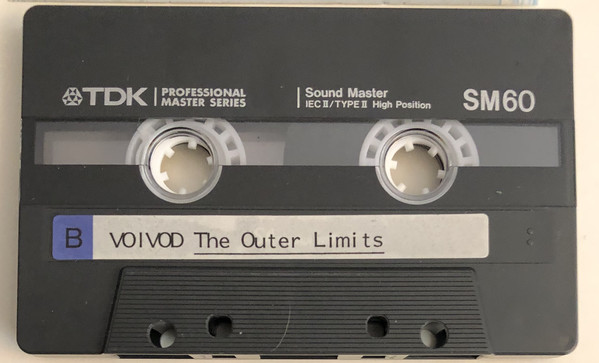 TDK PROFESSIONAL
MASTER SERIES
Sound Master
IEC II/TYPE II High Position
SM60
B VOIVOD The Outer Limits